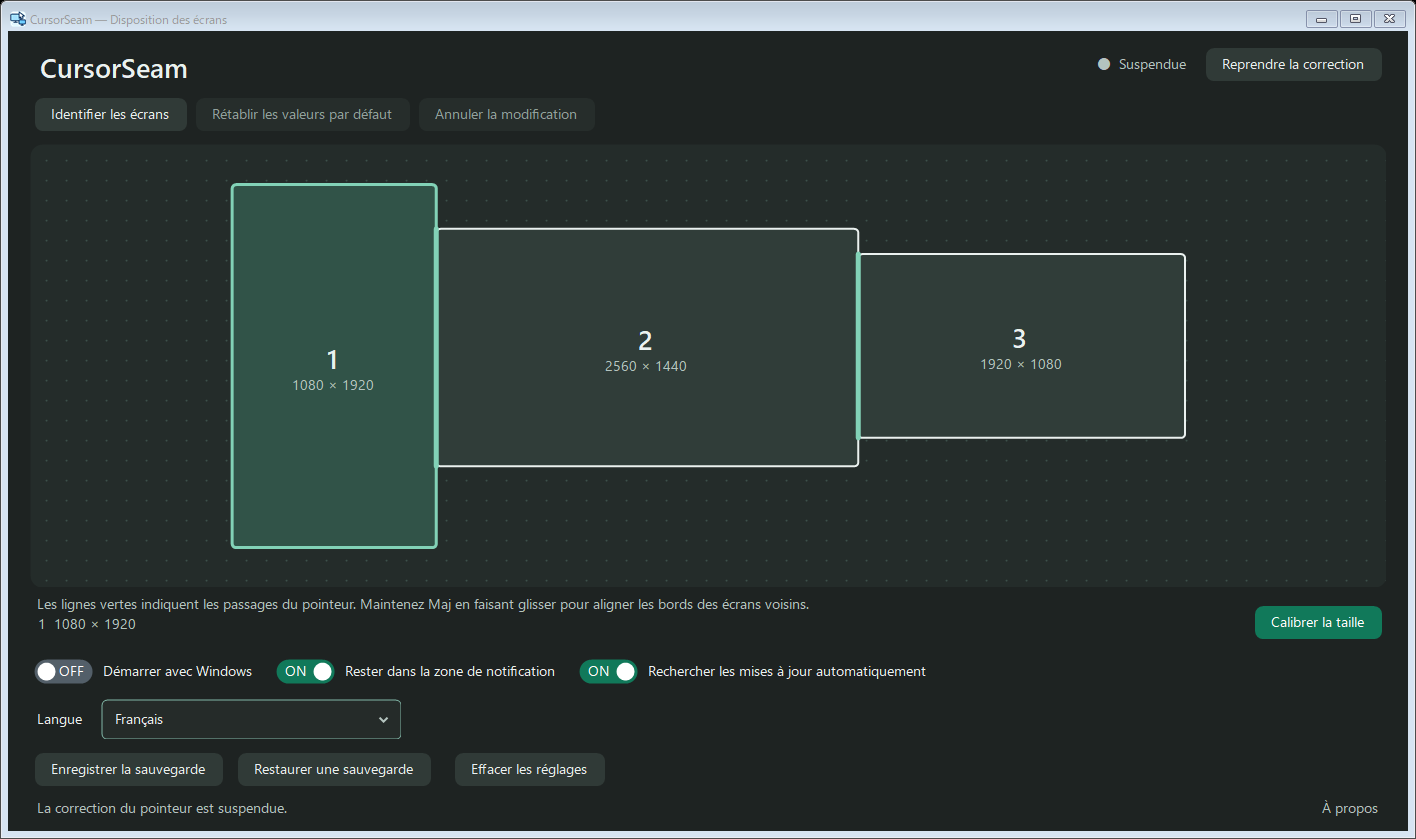 CursorSeam — Disposition des écrans
CursorSeam
Suspendue
Reprendre la correction
Identifier les écrans
Rétablir les valeurs par défaut
Annuler la modification
1
1080 × 1920
2
2560 × 1440
3
1920 × 1080
Les lignes vertes indiquent les passages du pointeur. Maintenez Maj en faisant glisser pour aligner les bords des écrans voisins.
1 1080 × 1920
Calibrer la taille
OFF Démarrer avec Windows
ON Rester dans la zone de notification
ON Rechercher les mises à jour automatiquement
Langue
Français
Enregistrer la sauvegarde
Restaurer une sauvegarde
Effacer les réglages
La correction du pointeur est suspendue.
À propos